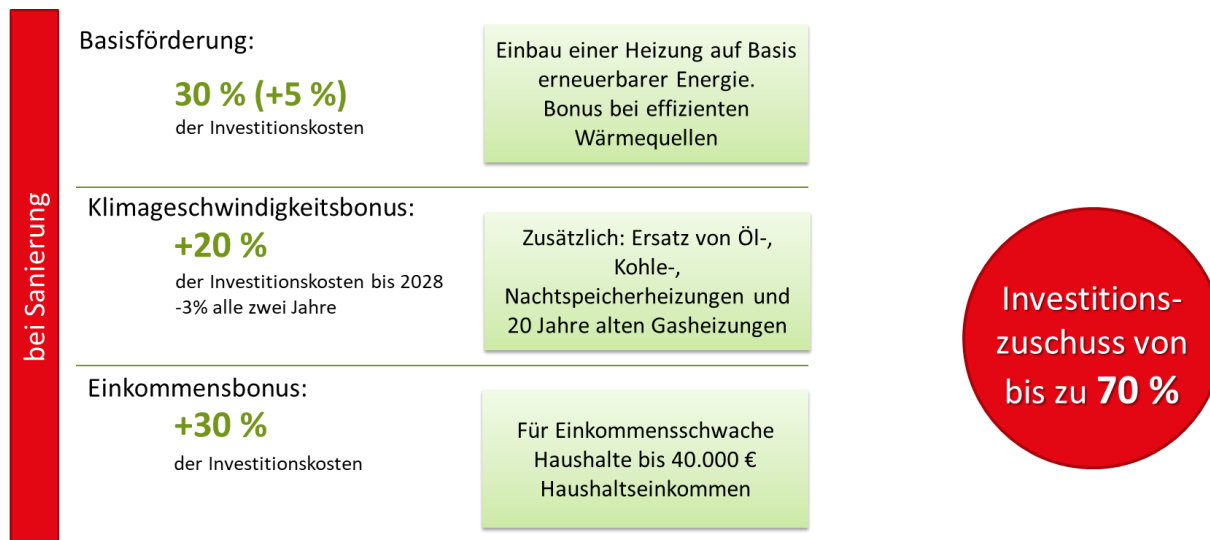 bei Sanierung
Basisförderung:
30 % (+5 %)
der Investitionskosten
Einbau einer Heizung auf Basis
erneuerbarer Energie.
Bonus bei effizienten
Wärmequellen
Klimageschwindigkeitsbonus:
+20 %
der Investitionskosten bis 2028
-3% alle zwei Jahre
Zusätzlich: Ersatz von Öl-,
Kohle-,
Nachtspeicherheizungen und
20 Jahre alten Gasheizungen
Einkommensbonus:
+30 %
der Investitionskosten
Für Einkommensschwache
Haushalte bis 40.000 €
Haushaltseinkommen
Investitions-
zuschuss von
bis zu 70 %